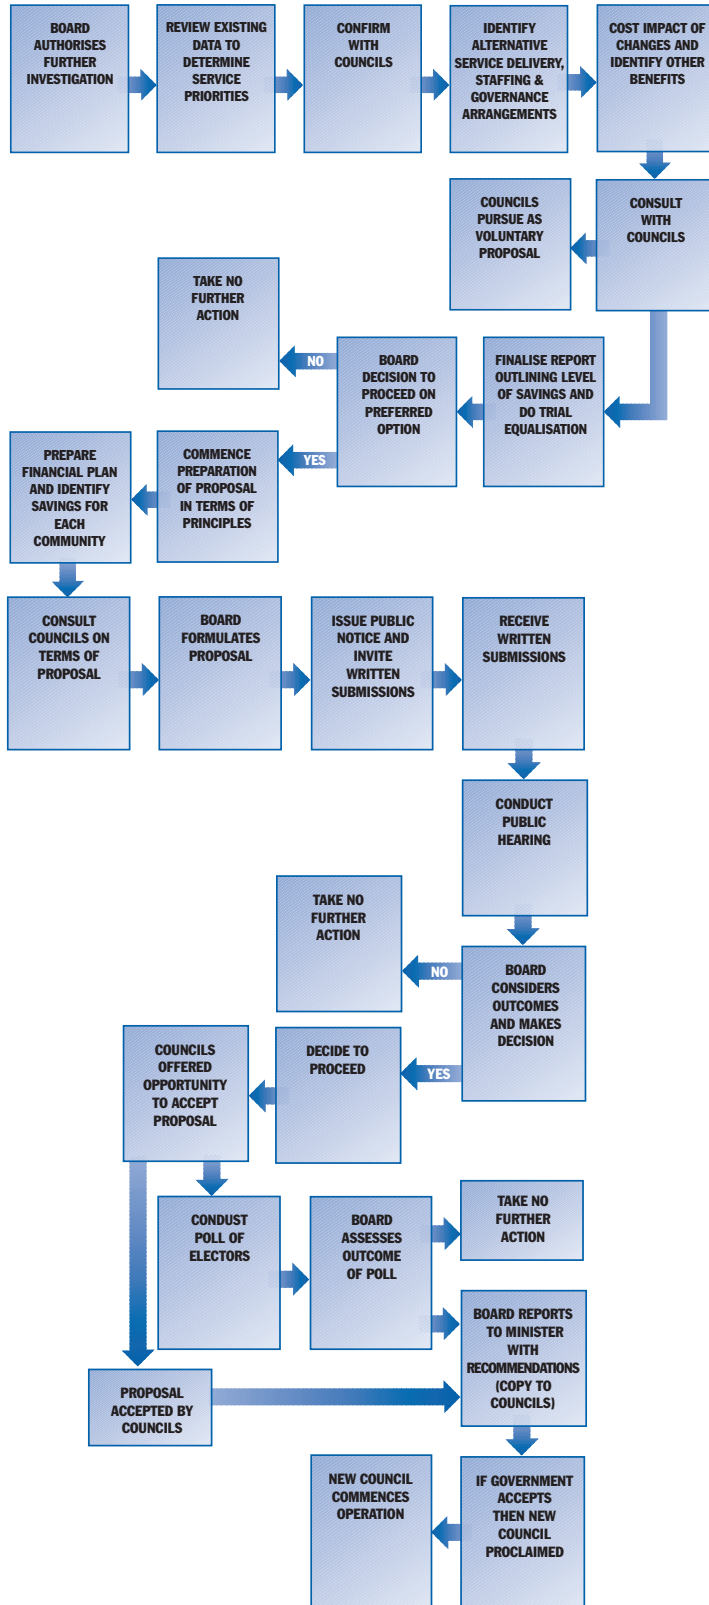 BOARD
AUTHORISES
FURTHER
INVESTIGATION
REVIEW EXISTING
DATA TO
DETERMINE
SERVICE
PRIORITIES
CONFIRM
WITH
COUNCILS
IDENTIFY
ALTERNATIVE
SERVICE DELIVERY,
STAFFING &
GOVERNANCE
ARRANGEMENTS
COST IMPACT OF
CHANGES AND
IDENTIFY OTHER
BENEFITS
COUNCILS
PURSUE AS
VOLUNTARY
PROPOSAL
CONSULT
WITH
COUNCILS
TAKE NO
FURTHER
ACTION
NO
BOARD
DECISION TO
PROCEED ON
PREFERRED
OPTION
FINALISE REPORT
OUTLINING LEVEL
OF SAVINGS AND
DO TRIAL
EQUALISATION
PREPARE
FINANCIAL PLAN
AND IDENTIFY
SAVINGS FOR
EACH
COMMUNITY
COMMENCE
PREPARATION
OF PROPOSAL
IN TERMS OF
PRINCIPLES
YES
CONSULT
COUNCILS ON
TERMS OF
PROPOSAL
BOARD
FORMULATES
PROPOSAL
ISSUE PUBLIC
NOTICE AND
INVITE
WRITTEN
SUBMISSIONS
RECEIVE
WRITTEN
SUBMISSIONS
CONDUCT
PUBLIC
HEARING
TAKE NO
FURTHER
ACTION
NO
BOARD
CONSIDERS
OUTCOMES
AND MAKES
DECISION
COUNCILS
OFFERED
OPPORTUNITY
TO ACCEPT
PROPOSAL
DECIDE TO
PROCEED
YES
CONDUST
POLL OF
ELECTORS
BOARD
ASSESSES
OUTCOME
OF POLL
TAKE NO
FURTHER
ACTION
BOARD REPORTS
TO MINISTER
WITH
RECOMMENDATIONS
(COPY TO
COUNCILS)
PROPOSAL
ACCEPTED BY
COUNCILS
NEW COUNCIL
COMMENCES
OPERATION
IF GOVERNMENT
ACCEPTS
THEN NEW
COUNCIL
PROCLAIMED